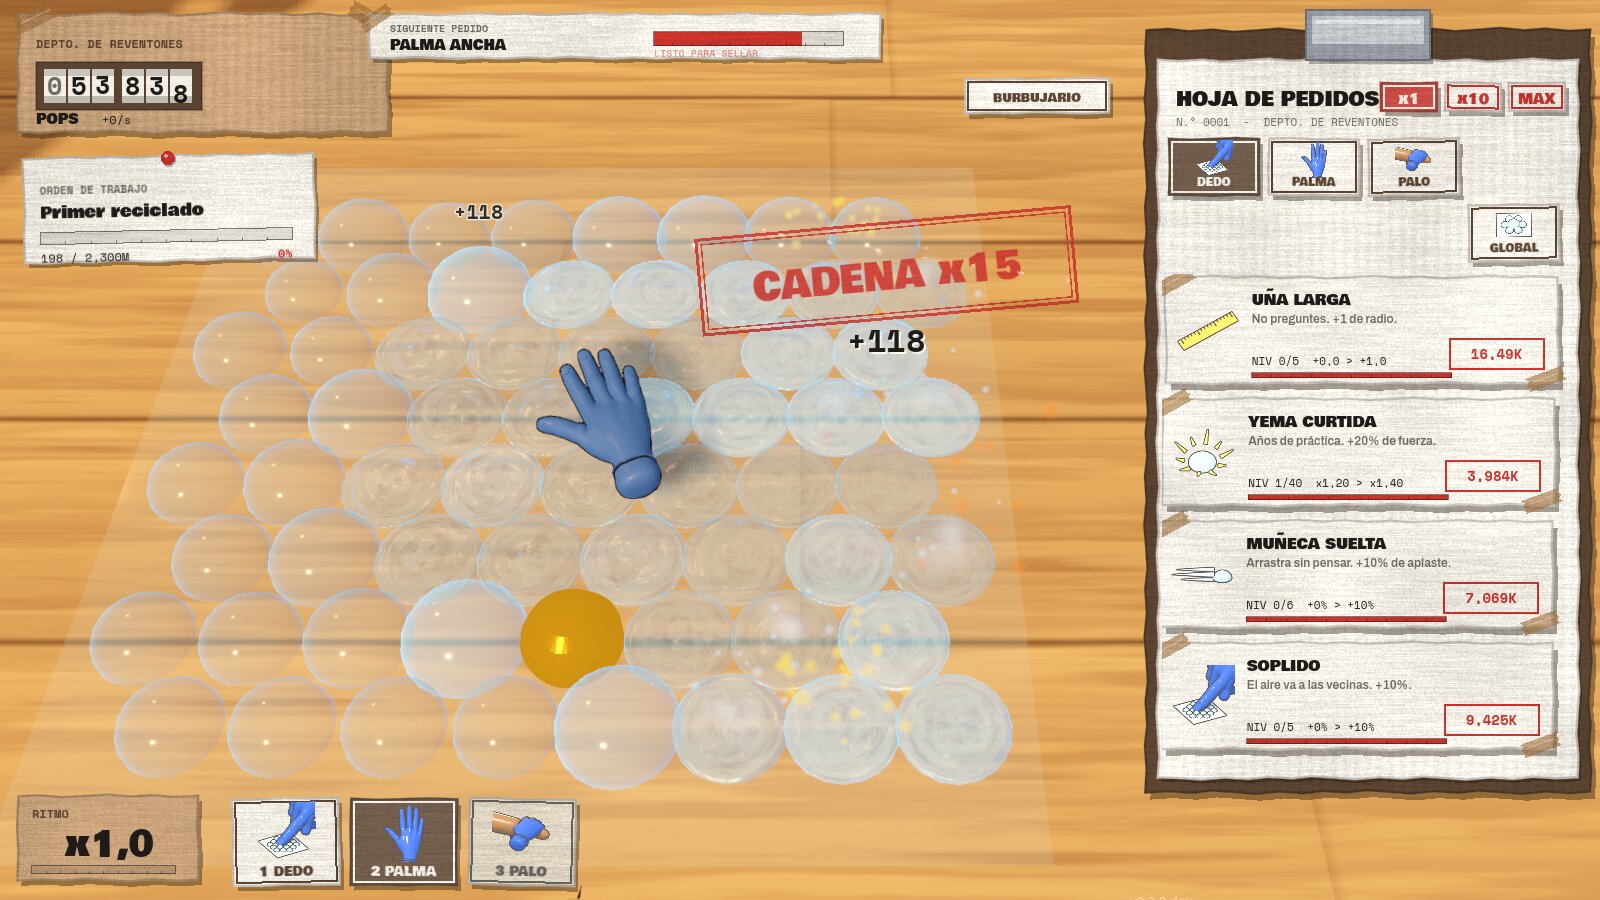 DEPTO. DE REVENTONES
053838
POPS +0/s
SIGUIENTE PEDIDO
PALMA ANCHA
LISTO PARA SELLAR
BURBUJARIO
ORDEN DE TRABAJO
Primer reciclado
198 / 2,300M 0%
+118
CADENA x15
+118
HOJA DE PEDIDOS x1 x10 MAX
N.° 0001 - DEPTO. DE REVENTONES
DEDO PALMA PALO
GLOBAL
UÑA LARGA
No preguntes. +1 de radio.
NIV 0/5 +0,0 > +1,0
16,49K
YEMA CURTIDA
Años de práctica. +20% de fuerza.
NIV 1/40 x1,20 > x1,40
3,984K
MUÑECA SUELTA
Arrastra sin pensar. +10% de aplaste.
NIV 0/6 +0% > +10%
7,069K
SOPLIDO
El aire va a las vecinas. +10%.
NIV 0/5 +0% > +10%
9,425K
RITMO
x1,0
1 DEDO 2 PALMA 3 PALO